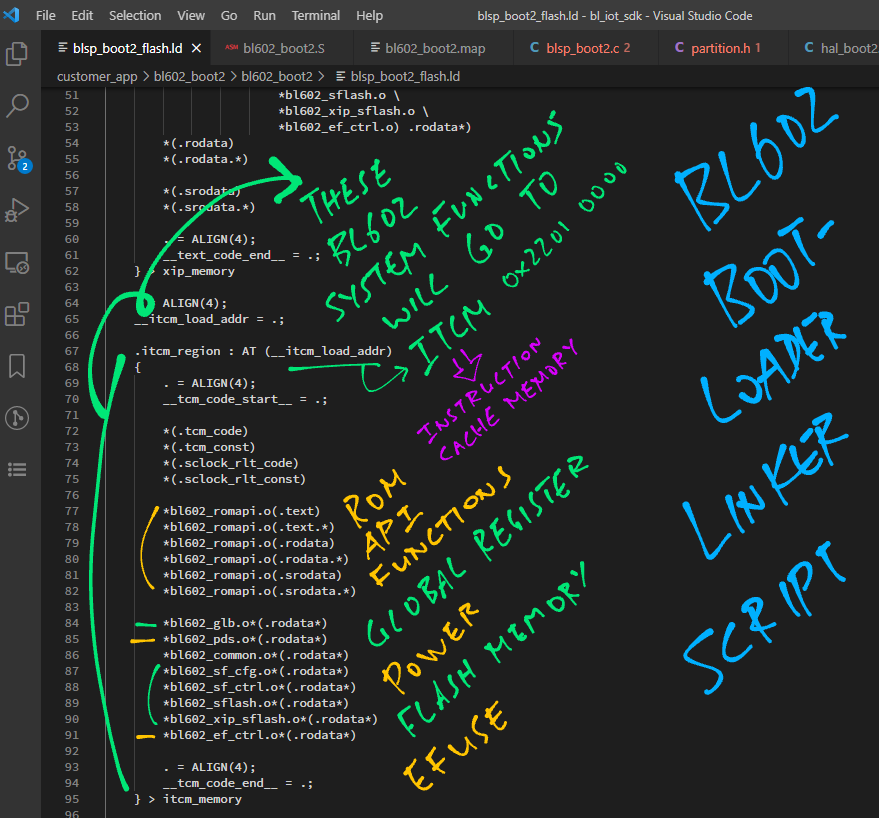 File Edit Selection View Go Run Terminal Help blsp_boot2_flash.ld - bl_iot_sdk - Visual Studio Code
blsp_boot2_flash.ld × ASM bl602_boot2.S bl602_boot2.map C blsp_boot2.c 2 C partition.h 1 C hal_boot2
customer_app > bl602_boot2 > bl602_boot2 > blsp_boot2_flash.ld
51 *bl602_sflash.o \
52 *bl602_xip_sflash.o \
53 *bl602_ef_ctrl.o) .rodata*)
54 *(.rodata)
55 *(.rodata.*)
56
57 *(.srodata)
58 *(.srodata.*)
59
60 . = ALIGN(4);
61 __text_code_end__ = .;
62 } > xip_memory
63
64 ALIGN(4);
65 __itcm_load_addr = .;
66
67 .itcm_region : AT (__itcm_load_addr)
68 {
69 . = ALIGN(4);
70 __tcm_code_start__ = .;
71
72 *(.tcm_code)
73 *(.tcm_const)
74 *(.sclock_rlt_code)
75 *(.sclock_rlt_const)
76
77 *bl602_romapi.o(.text)
78 *bl602_romapi.o(.text.*)
79 *bl602_romapi.o(.rodata)
80 *bl602_romapi.o(.rodata.*)
81 *bl602_romapi.o(.srodata)
82 *bl602_romapi.o(.srodata.*)
83
84 *bl602_glb.o*(.rodata*)
85 *bl602_pds.o*(.rodata*)
86 *bl602_common.o*(.rodata*)
87 *bl602_sf_cfg.o*(.rodata*)
88 *bl602_sf_ctrl.o*(.rodata*)
89 *bl602_sflash.o*(.rodata*)
90 *bl602_xip_sflash.o*(.rodata*)
91 *bl602_ef_ctrl.o*(.rodata*)
92
93 . = ALIGN(4);
94 __tcm_code_end__ = .;
95 } > itcm_memory
96
2
THESE
BL602
SYSTEM FUNCTIONS
WILL GO TO
ITCM 0x2201 0000
INSTRUCTION
CACHE MEMORY
ROM
API
FUNCTIONS
GLOBAL REGISTER
POWER
FLASH MEMORY
EFUSE
BL602
BOOT-
LOADER
LINKER
SCRIPT